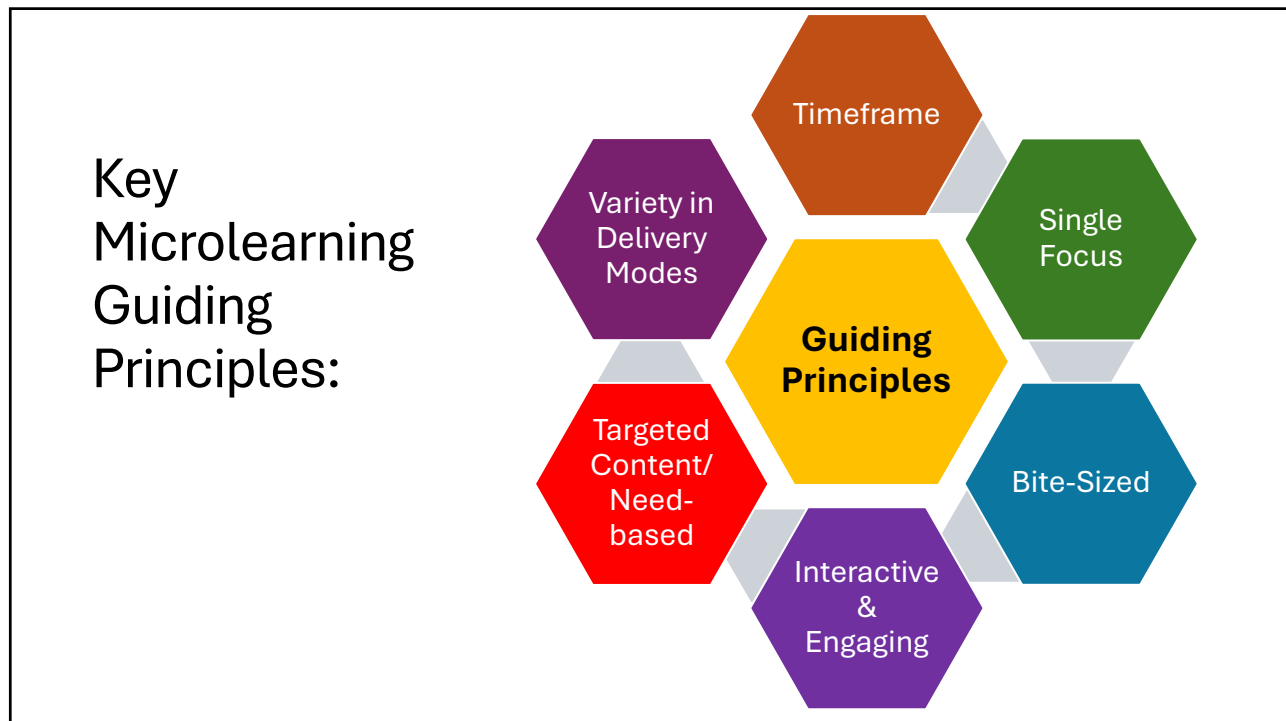 Key
Microlearning
Guiding
Principles:
Timeframe
Single
Focus
Bite-Sized
Interactive
&
Engaging
Targeted
Content/
Need-
based
Variety in
Delivery
Modes
Guiding
Principles